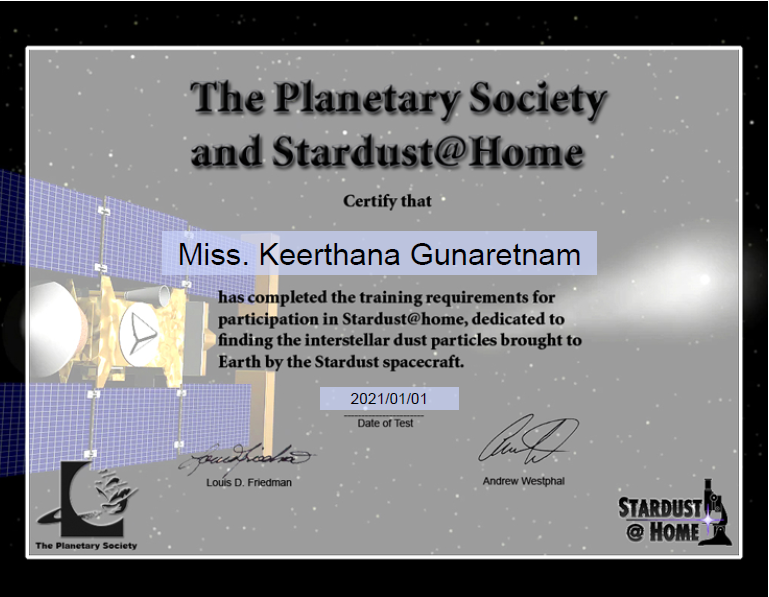 The Planetary Society
and Stardust@Home
Certify that
Miss. Keerthana Gunaretnam
has completed the training requirements for
participation in Stardust@home, dedicated to
finding the interstellar dust particles brought to
Earth by the Stardust spacecraft.
2021/01/01
Date of Test
Louis D. Friedman
Andrew Westphal
The Planetary Society
STARDUST
@ HOME